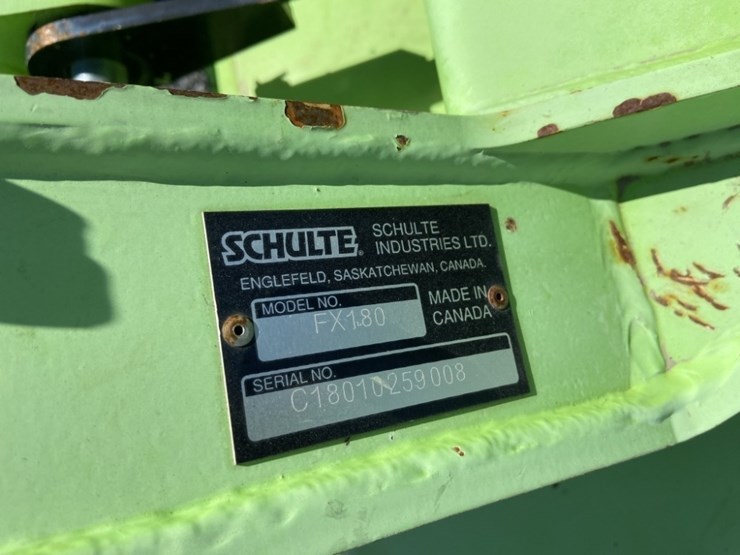 SCHULTE®
SCHULTE
INDUSTRIES LTD.
ENGLEFELD, SASKATCHEWAN, CANADA.
MODEL NO.
FX180
MADE IN
CANADA
SERIAL NO.
C18010259008